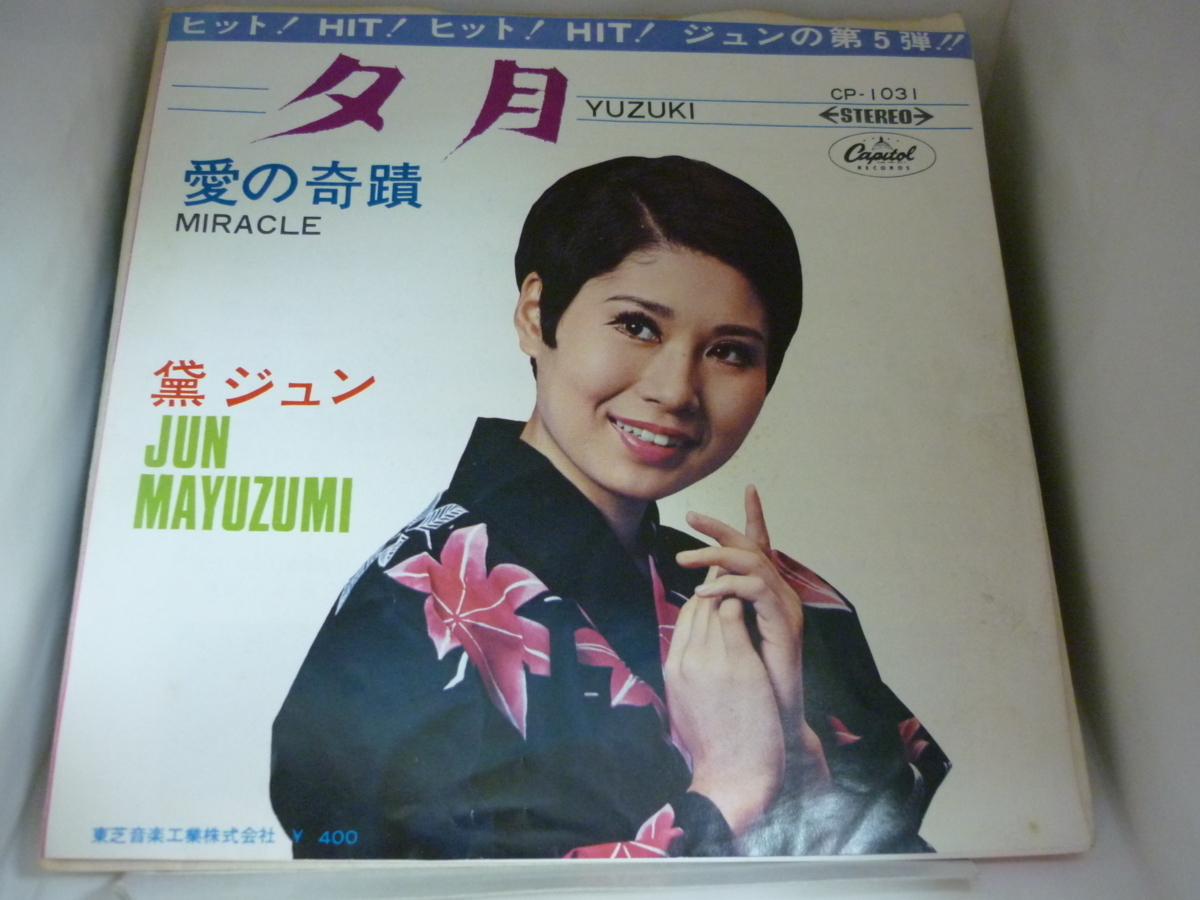 ヒット! HIT! ヒット! HIT! ジュンの第5弾!!
夕月 YUZUKI
CP-1031
STEREO
Capitol
RECORDS
愛の奇蹟
MIRACLE
黛 ジュン
JUN
MAYUZUMI
東芝音楽工業株式会社 ¥ 400